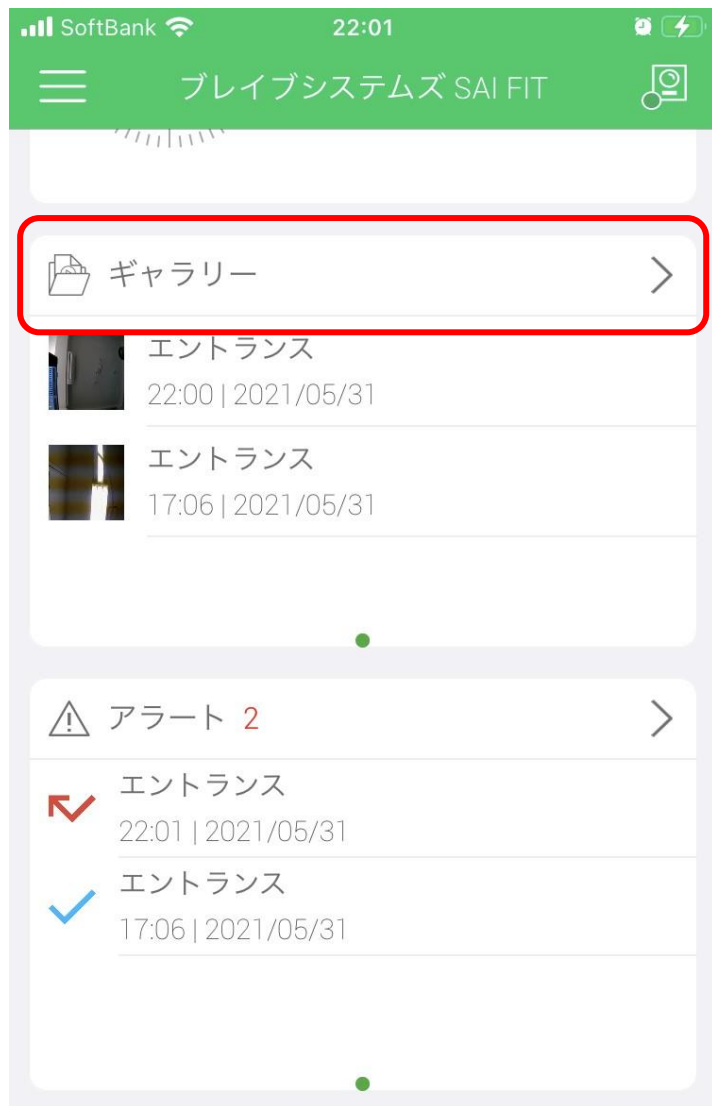 SoftBank 22:01
ブレイブシステムズ SAI FIT
ギャラリー
エントランス
22:00 | 2021/05/31
エントランス
17:06 | 2021/05/31
アラート 2
エントランス
22:01 | 2021/05/31
エントランス
17:06 | 2021/05/31